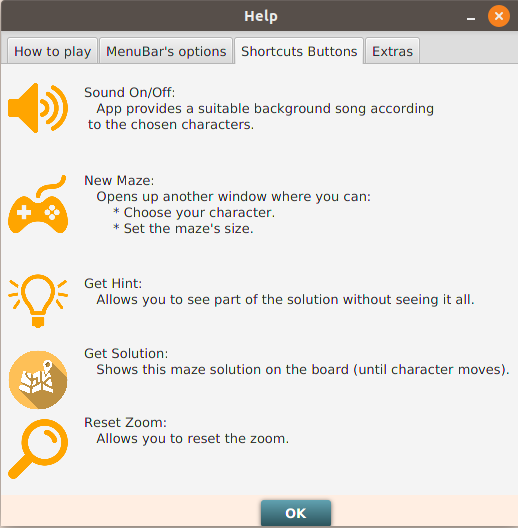 Help
How to play
MenuBar's options
Shortcuts Buttons
Extras
Sound On/Off:
App provides a suitable background song according
to the chosen characters.
New Maze:
Opens up another window where you can:
* Choose your character.
* Set the maze's size.
Get Hint:
Allows you to see part of the solution without seeing it all.
Get Solution:
Shows this maze solution on the board (until character moves).
Reset Zoom:
Allows you to reset the zoom.
OK